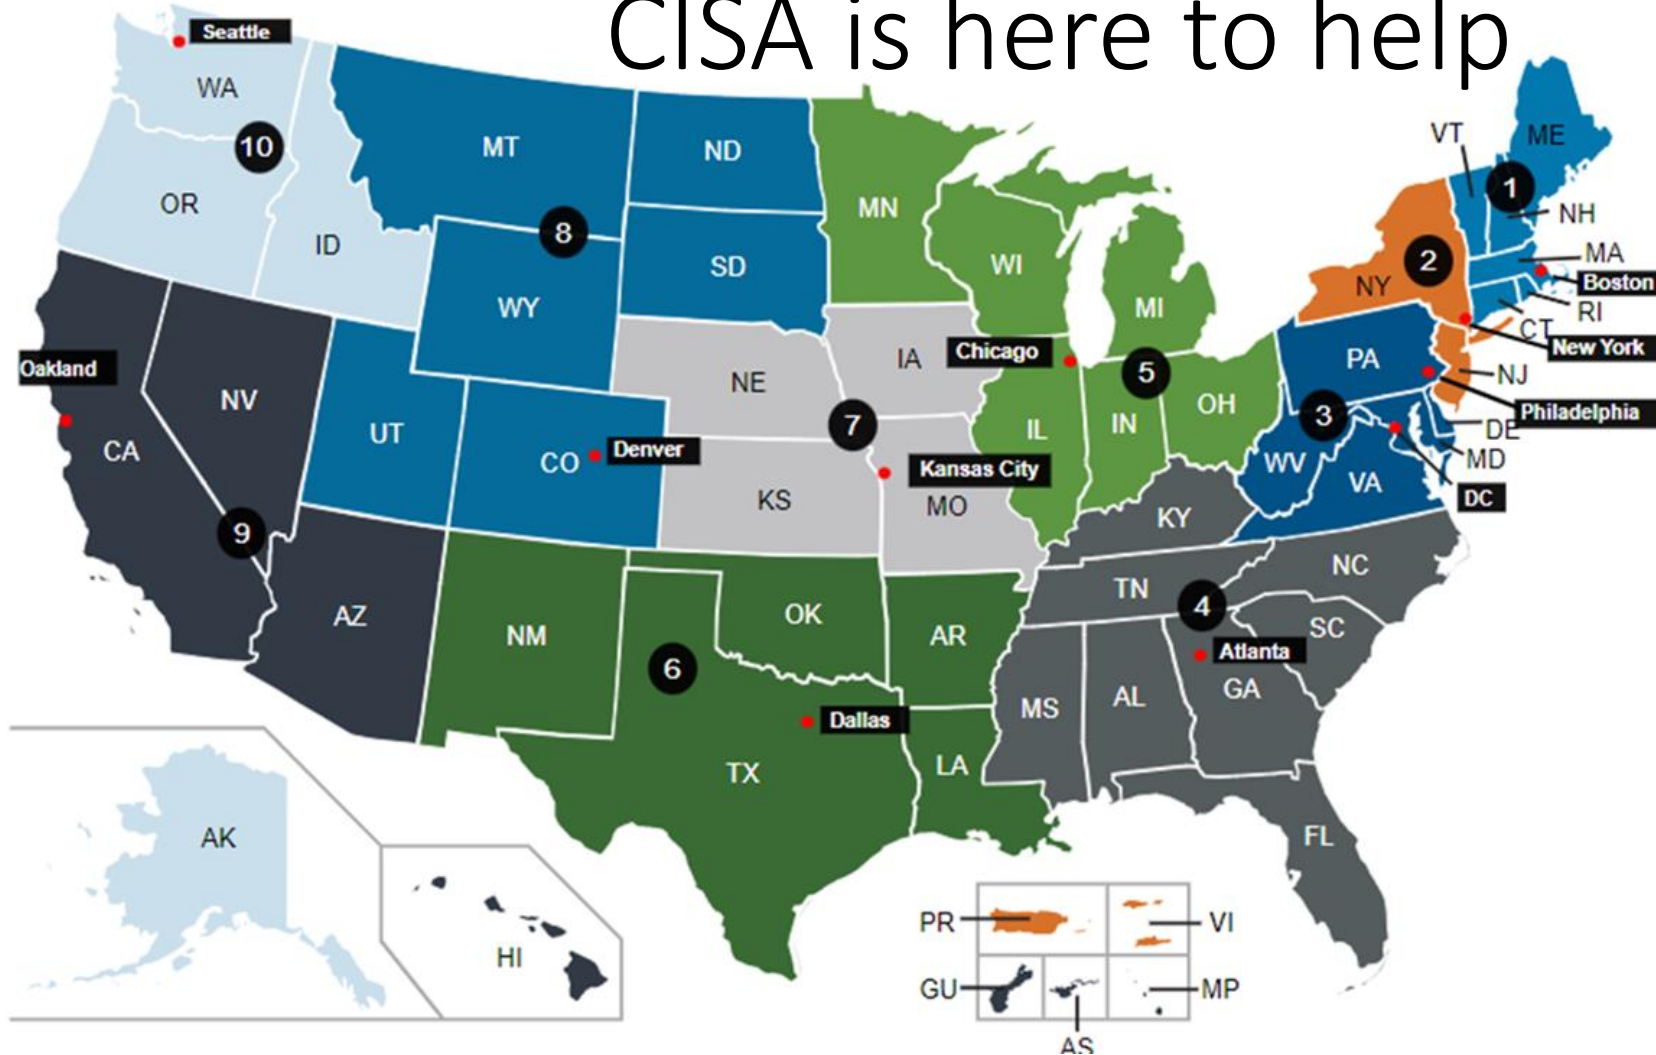 CISA is here to help
Seattle
WA
10
OR
ID
MT
8
WY
ND
SD
MN
WI
MI
VT
ME
1
NH
MA
Boston
RI
CT
2
NY
New York
NJ
PA
Philadelphia
3
DE
MD
WV
VA
DC
Oakland
CA
NV
9
UT
CO
Denver
NE
IA
7
Kansas City
KS
MO
Chicago
IL
5
IN
OH
KY
TN
4
NC
SC
Atlanta
GA
MS
AL
FL
AZ
NM
6
OK
AR
Dallas
TX
LA
AK
HI
PR
VI
GU
MP
AS